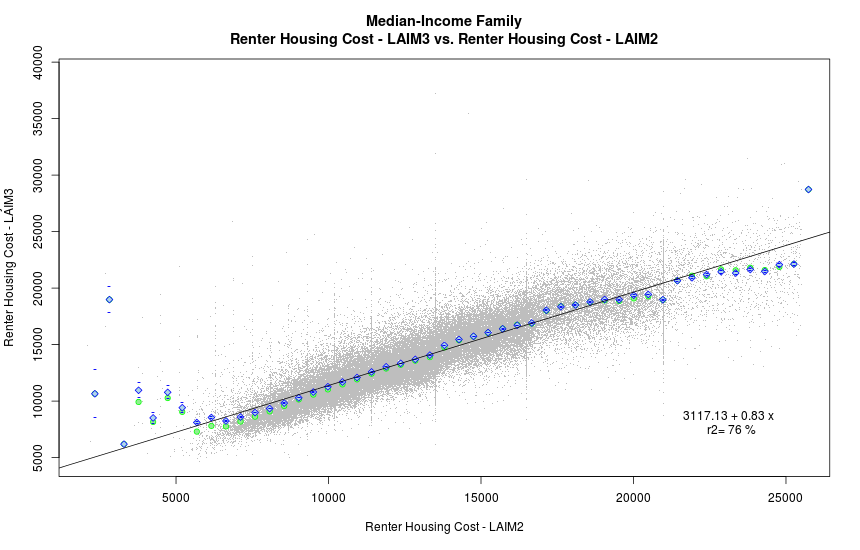 Median-Income Family
Renter Housing Cost - LAIM3 vs. Renter Housing Cost - LAIM2
Renter Housing Cost - LAIM3
40000
35000
30000
25000
20000
15000
10000
5000
3117.13 + 0.83 x
r2= 76 %
5000 10000 15000 20000 25000
Renter Housing Cost - LAIM2